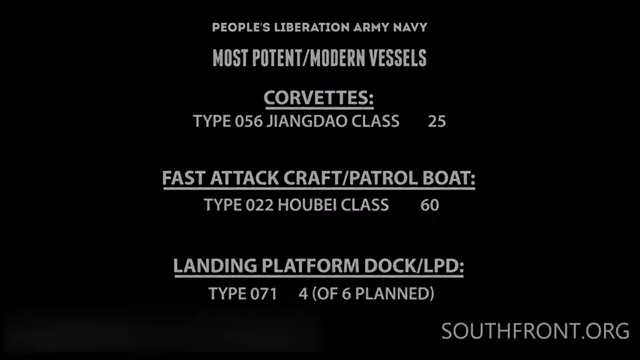 PEOPLE'S LIBERATION ARMY NAVY
MOST POTENT/MODERN VESSELS
CORVETTES:
TYPE 056 JIANGDAO CLASS 25
FAST ATTACK CRAFT/PATROL BOAT:
TYPE 022 HOUBEI CLASS 60
LANDING PLATFORM DOCK/LPD:
TYPE 071 4 (OF 6 PLANNED)
SOUTHFRONT.ORG